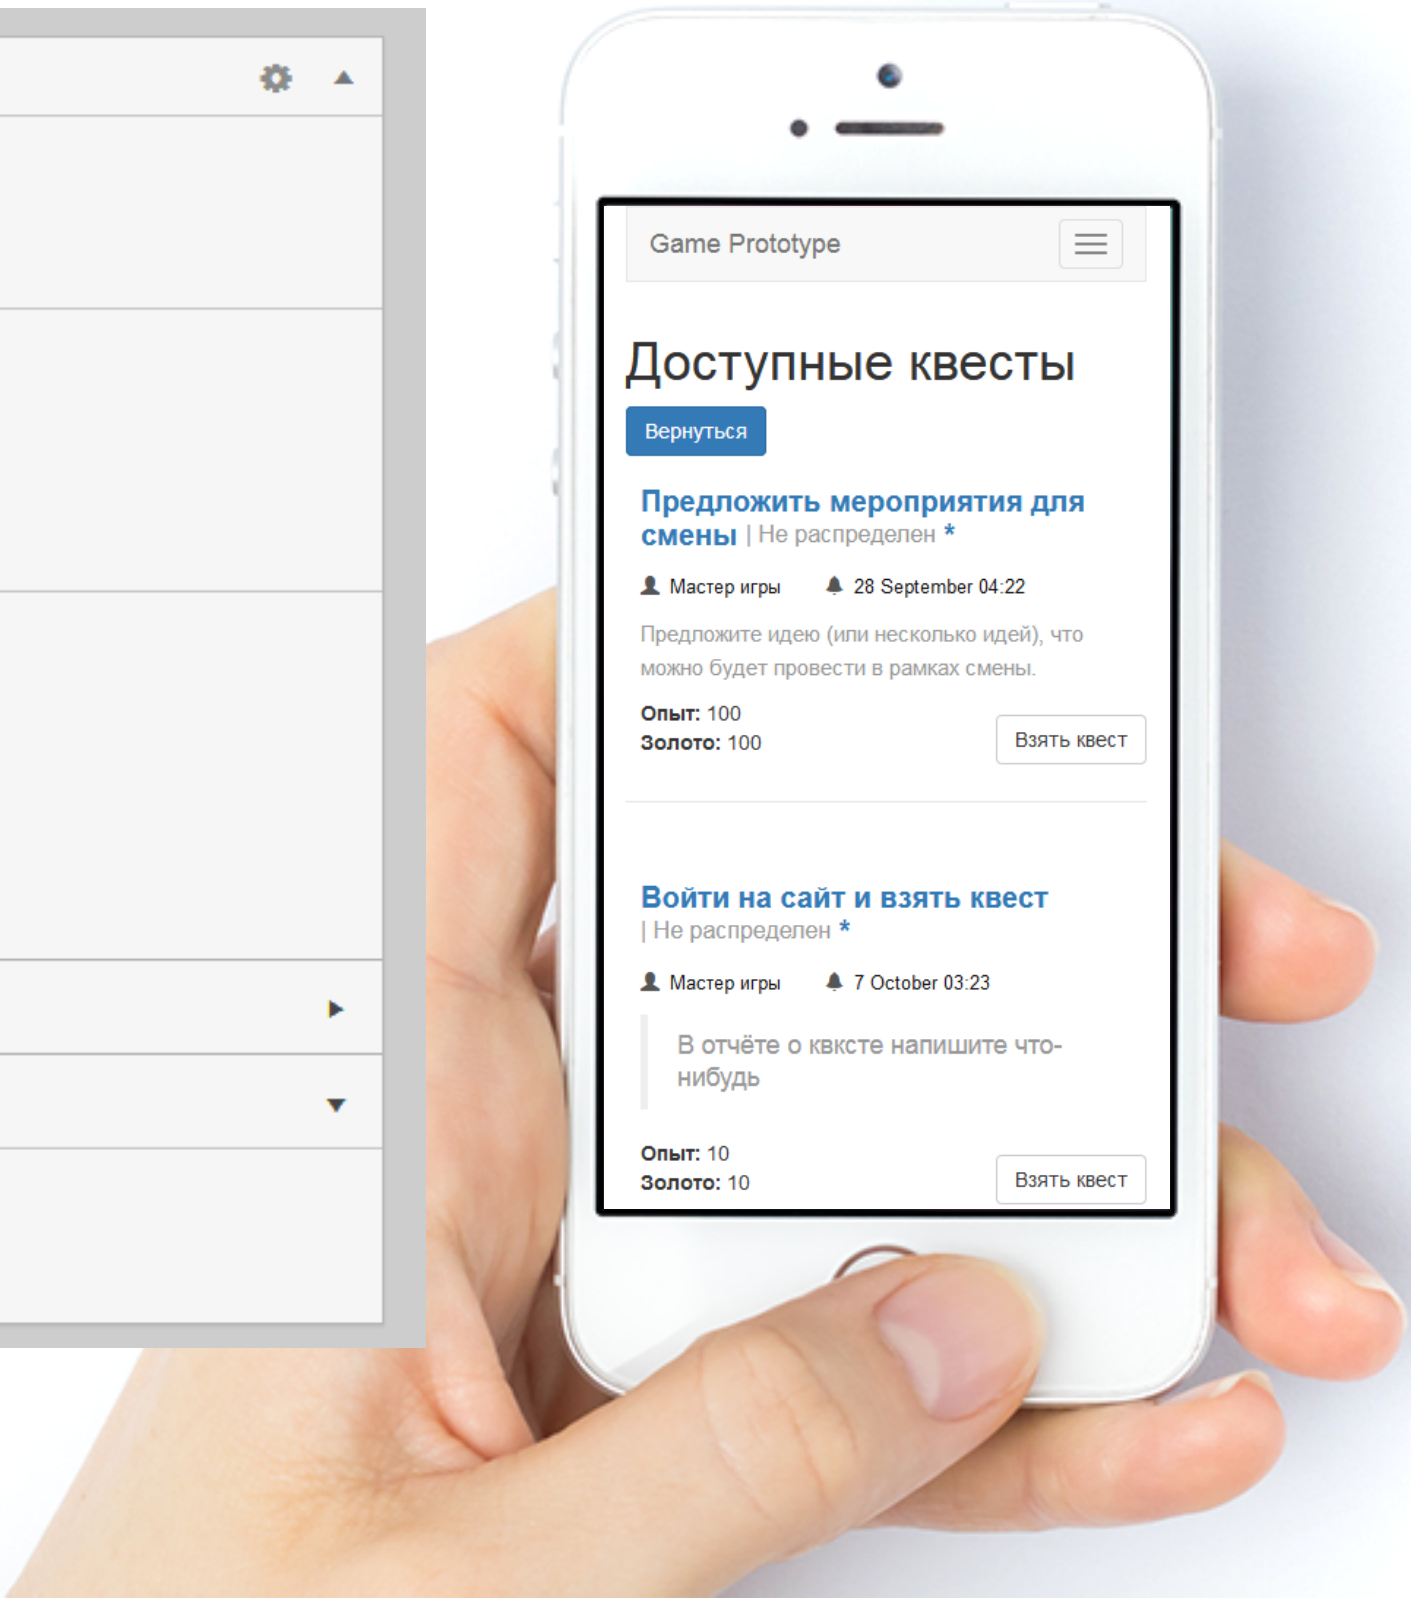 Game Prototype
Доступные квесты
Вернуться
Предложить мероприятия для
смены | Не распределен *
Мастер игры 28 September 04:22
Предложите идею (или несколько идей), что
можно будет провести в рамках смены.
Опыт: 100
Золото: 100
Взять квест
Войти на сайт и взять квест
| Не распределен *
Мастер игры 7 October 03:23
В отчёте о квксте напишите что-
нибудь
Опыт: 10
Золото: 10
Взять квест